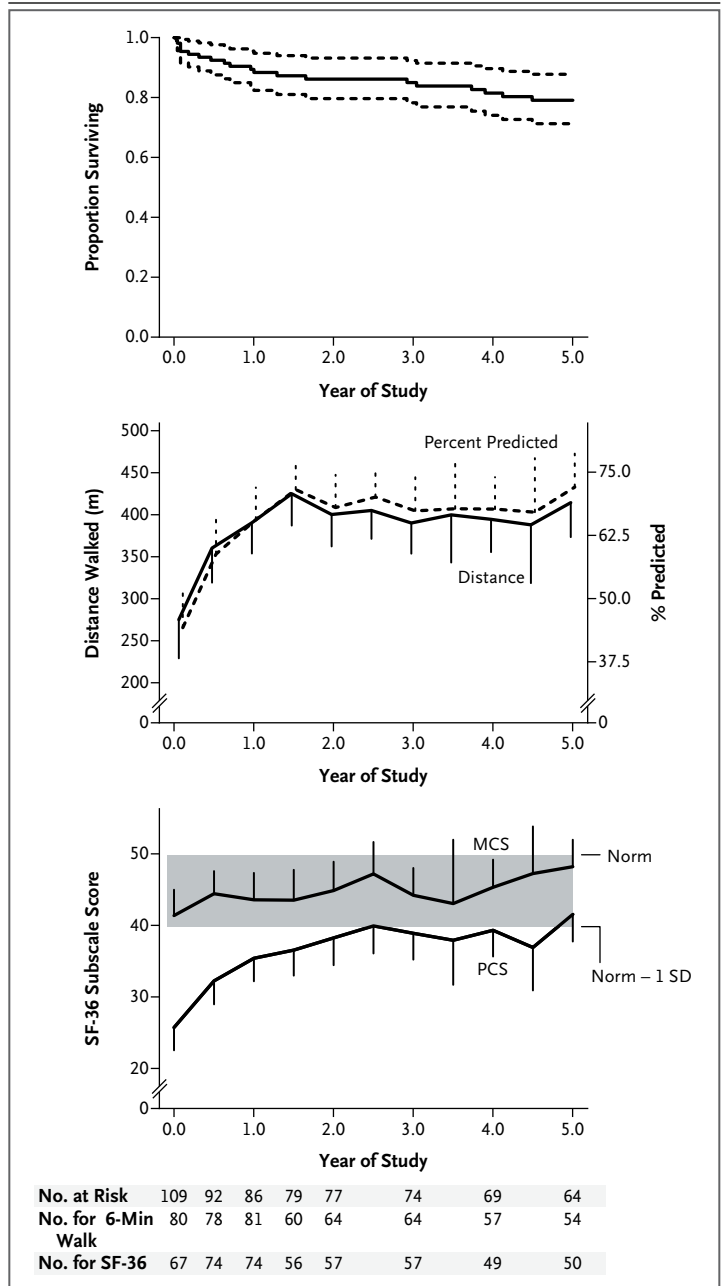 1.0
0.8
0.6
0.4
0.2
0.0
Proportion Surviving
0.0 1.0 2.0 3.0 4.0 5.0
Year of Study
500
450
400
350
300
250
200
0
Distance Walked (m)
Percent Predicted
Distance
75.0
62.5
50.0
37.5
0
% Predicted
0.0 1.0 2.0 3.0 4.0 5.0
Year of Study
50
40
30
20
0
SF-36 Subscale Score
MCS
PCS
Norm
Norm – 1 SD
0.0 1.0 2.0 3.0 4.0 5.0
Year of Study
No. at Risk 109 92 86 79 77 74 69 64
No. for 6-Min 80 78 81 60 64 64 57 54
Walk
No. for SF-36 67 74 74 56 57 57 49 50